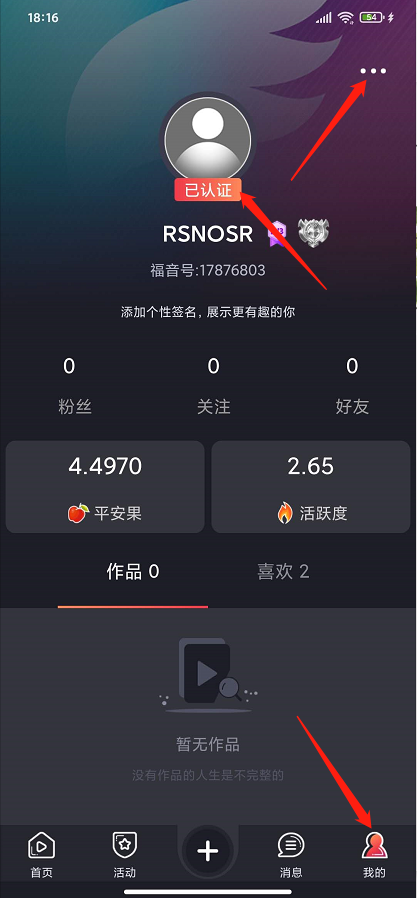 18:16
54
已认证
RSNOSR
福音号:17876803
添加个性签名，展示更有趣的你
0 0 0
粉丝 关注 好友
4.4970 2.65
平安果 活跃度
作品 0 喜欢 2
暂无作品
没有作品的人生是不完整的
首页 活动 消息 我的